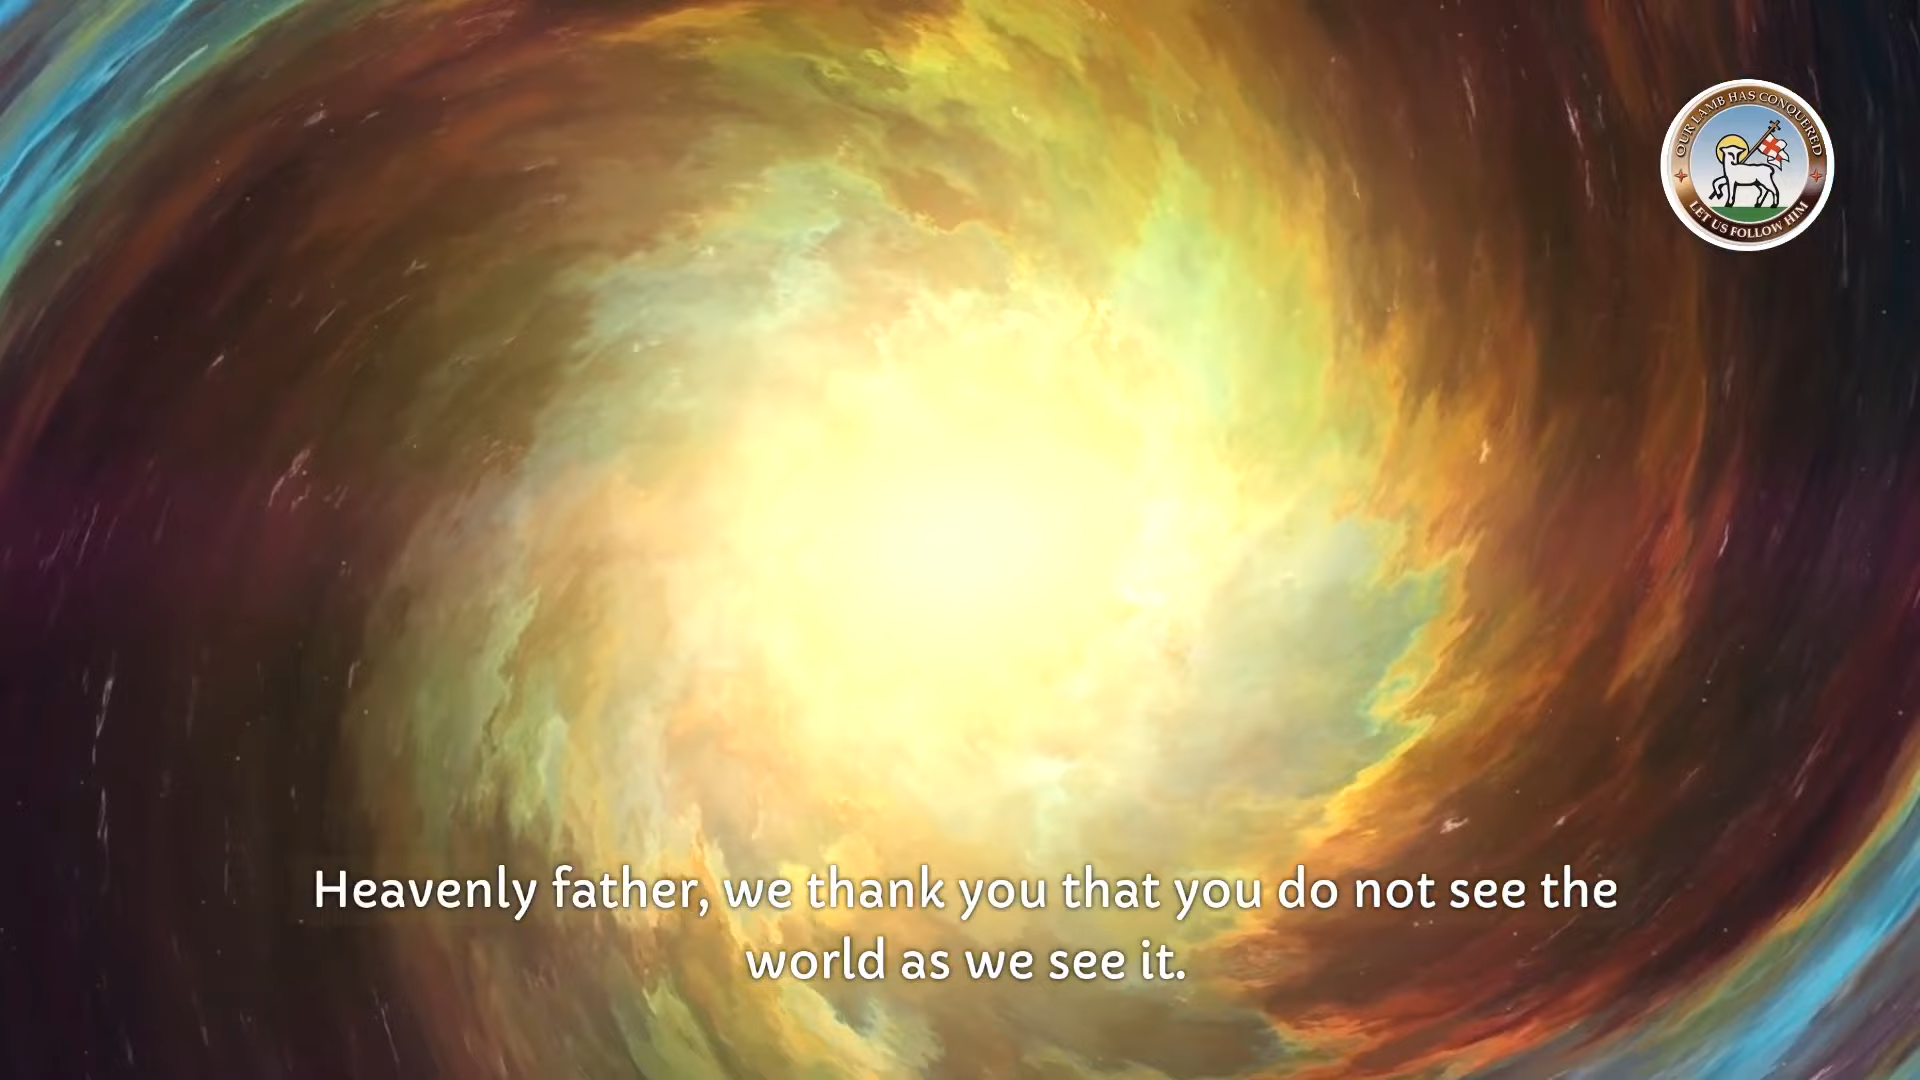 OUR LAMB HAS CONQUERED
LET US FOLLOW HIM
Heavenly father, we thank you that you do not see the
world as we see it.